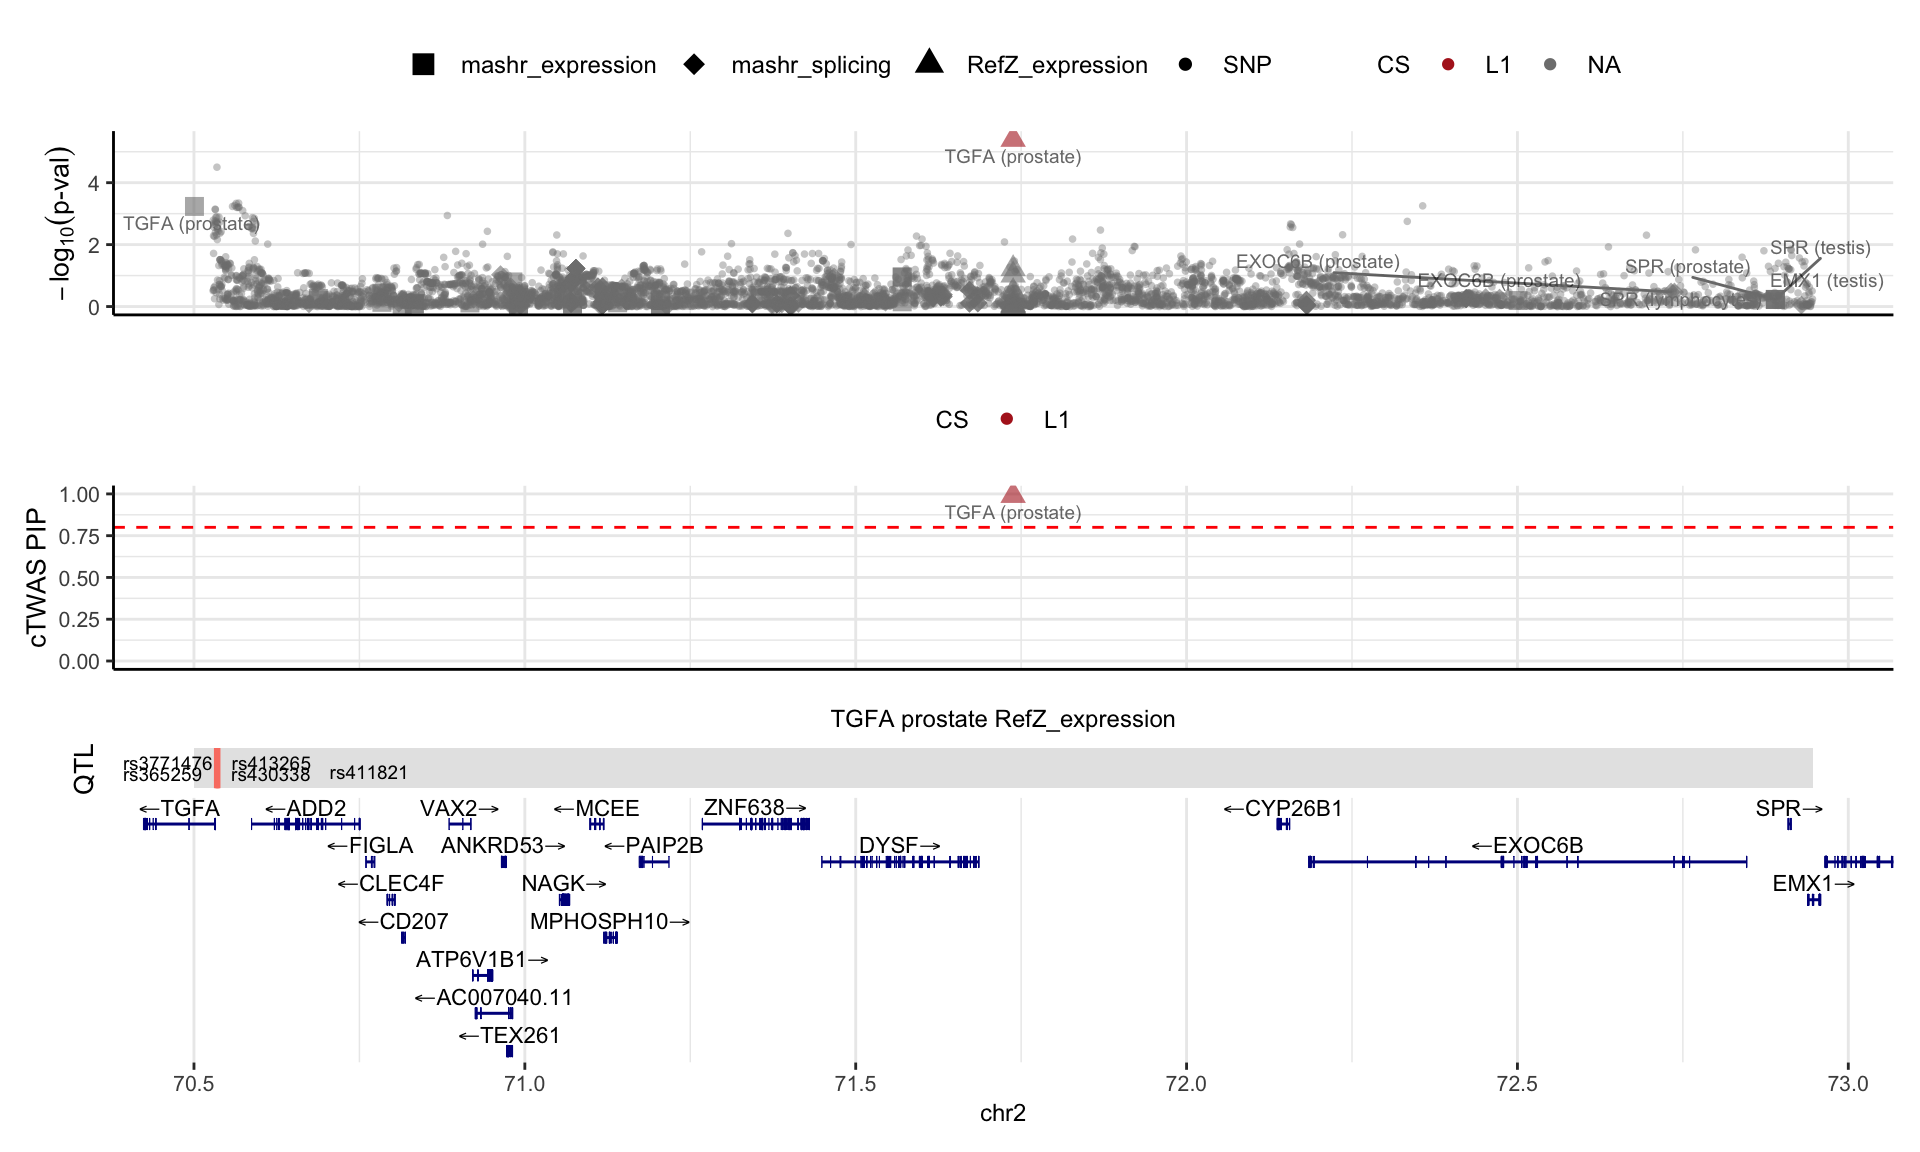 mashr_expression mashr_splicing RefZ_expression SNP CS L1 NA
−log10(p-val)
4
2
0
TGFA (prostate)
TGFA (prostate)
EXOC6B (prostate)
EXOC6B (prostate)
SPR (testis)
SPR (prostate)
EMX1 (testis)
SPR (lymphocytes)
CS L1
cTWAS PIP
1.00
0.75
0.50
0.25
0.00
TGFA (prostate)
TGFA prostate RefZ_expression
QTL
rs3771476 rs413265
rs365259 rs430338 rs411821
←TGFA ←ADD2 VAX2→ ←MCEE ZNF638→ ←CYP26B1 SPR→
←FIGLA ANKRD53→ ←PAIP2B DYSF→ ←EXOC6B
←CLEC4F NAGK→ EMX1→
←CD207 MPHOSPH10→
ATP6V1B1→
←AC007040.11
←TEX261
70.5 71.0 71.5 72.0 72.5 73.0
chr2